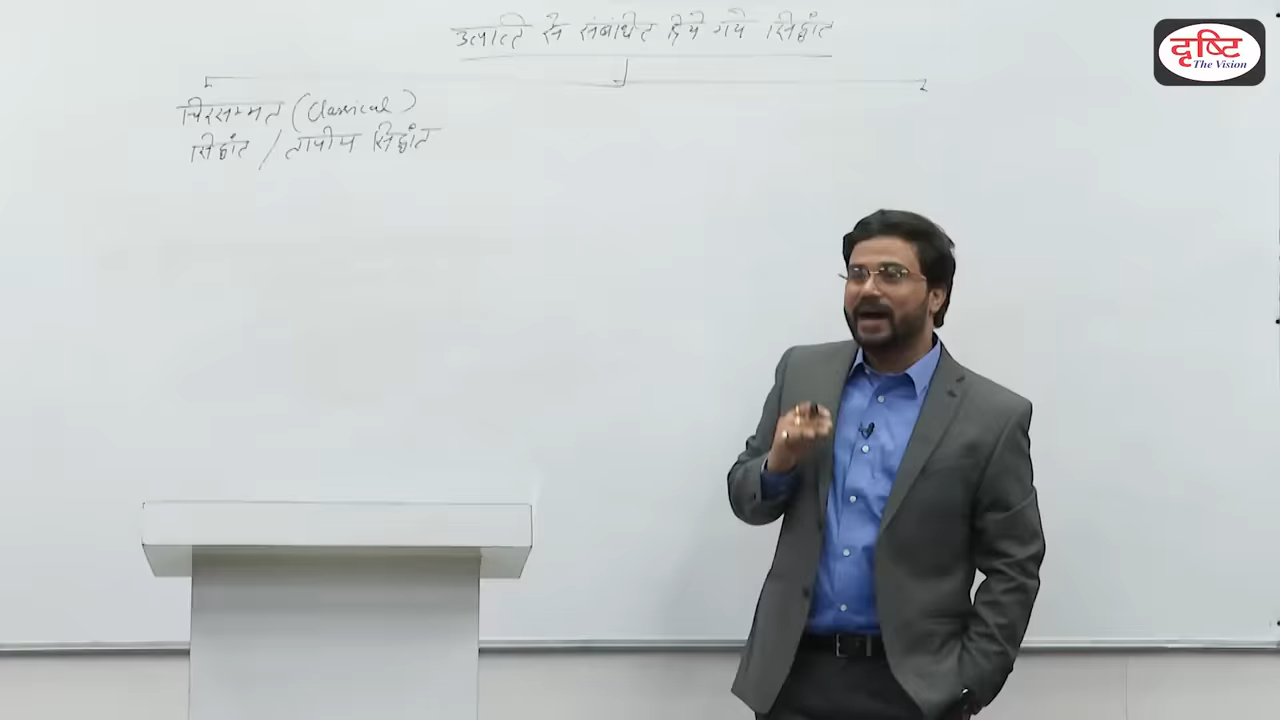 उत्पत्ति से संबंधित दिये गये सिद्धांत
चिरसम्मत (Classical)
सिद्धांत / तापीय सिद्धांत
दृष्टि
The Vision